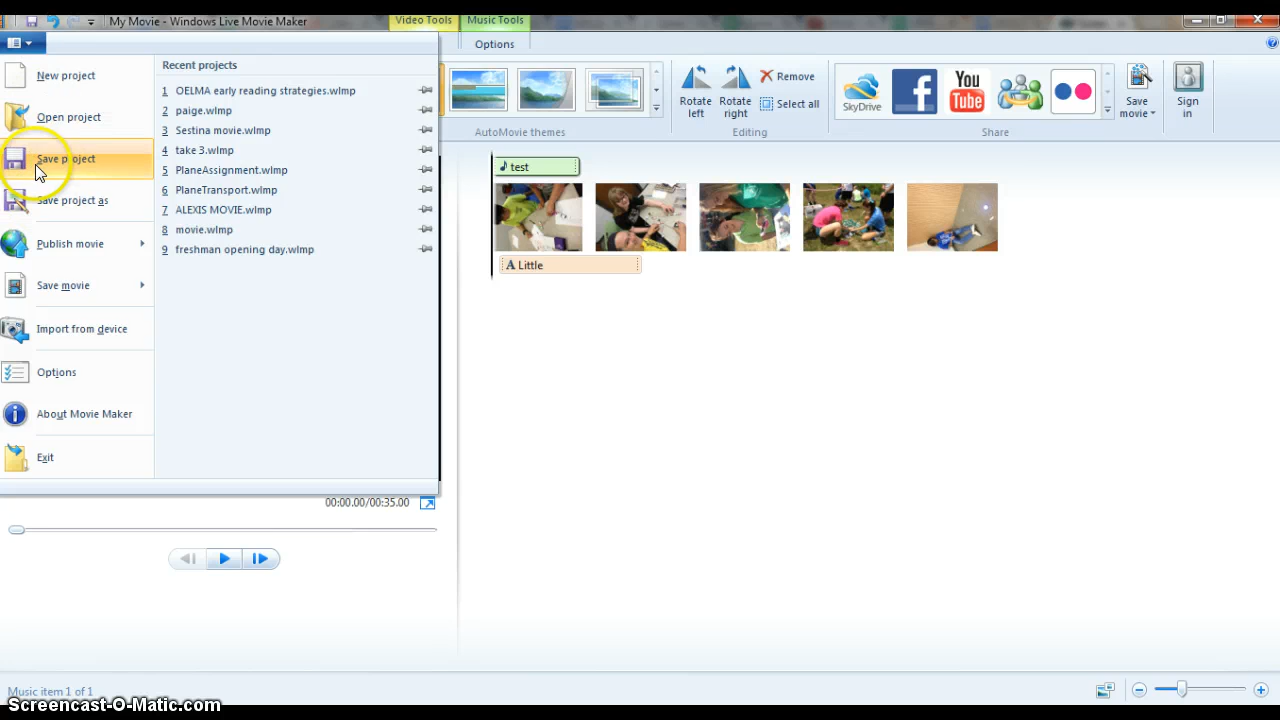 My Movie - Windows Live Movie Maker
Video Tools
Music Tools
Options
New project
Open project
Save project
Save project as
Publish movie
Save movie
Import from device
Options
About Movie Maker
Exit
Recent projects
1 OELMA early reading strategies.wlmp
2 paige.wlmp
3 Sestina movie.wlmp
4 take 3.wlmp
5 PlaneAssignment.wlmp
6 PlaneTransport.wlmp
7 ALEXIS MOVIE.wlmp
8 movie.wlmp
9 freshman opening day.wlmp
AutoMovie themes
Rotate left
Rotate right
Remove
Select all
Editing
SkyDrive
You Tube
Share
Save movie
Sign in
test
A Little
00:00.00/00:35.00
Music item 1 of 1
Screencast-O-Matic.com